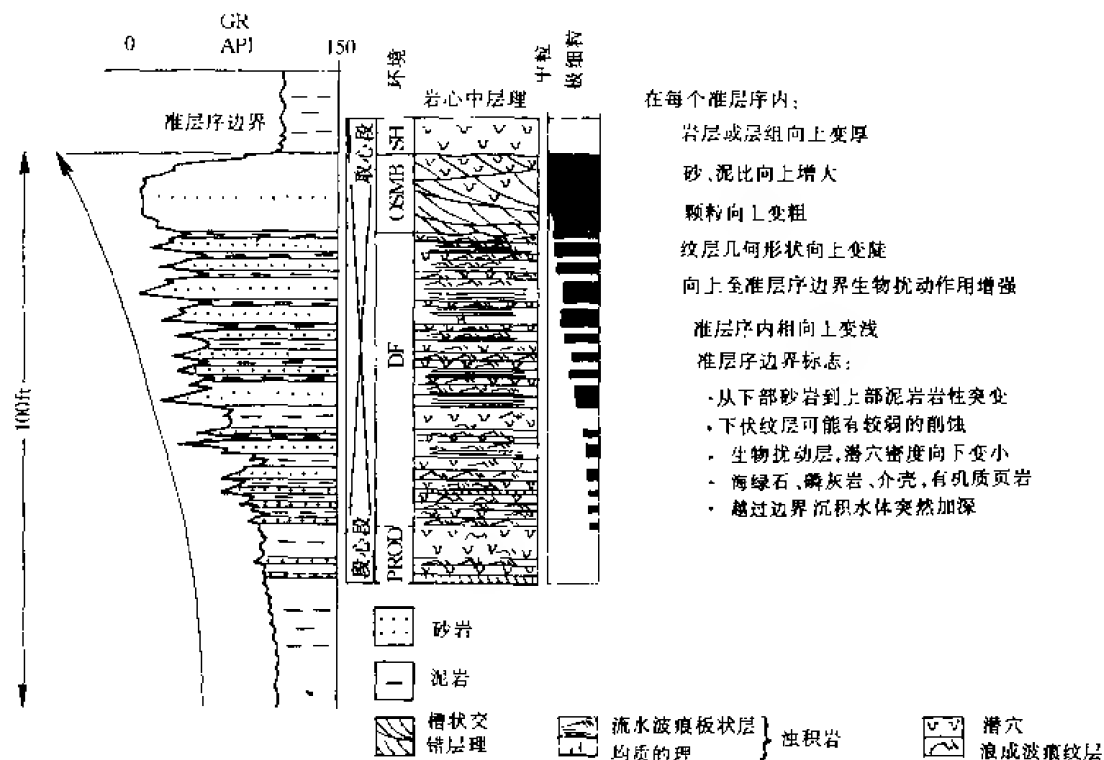 GR
0 API 150
环境
中粒
极细粒
岩心中层理
准层序边界
取心段
SH
OSMB
DF
段心段
PROD
100ft
在每个准层序内：
岩层或层组向上变厚
砂、泥比向上增大
颗粒向上变粗
纹层几何形状向上变陡
向上至准层序边界生物扰动作用增强
准层序内相向上变浅
准层序边界标志：
·从下部砂岩到上部泥岩岩性突变
·下伏纹层可能有较弱的削蚀
·生物扰动层，潜穴密度向下变小
·海绿石、磷灰岩、介壳，有机质页岩
·越过边界沉积水体突然加深
砂岩
泥岩
槽状交
错层理
流水波痕板状层
均质的理
浊积岩
潜穴
浪成波痕纹层